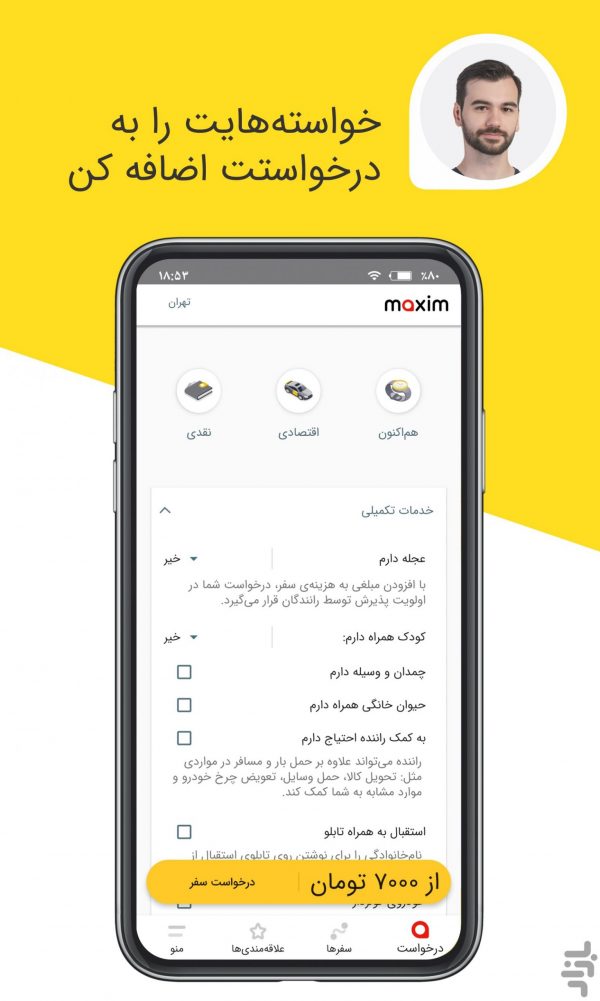 خواسته‌هایت را به
درخواستت اضافه کن
۱۸:۵۳ ٪۸۰
maxim تهران
هم‌اکنون اقتصادی نقدی
خدمات تکمیلی
عجله دارم خیر
با افزودن مبلغی به هزینه‌ی سفر، درخواست شما در
اولویت پذیرش توسط رانندگان قرار می‌گیرد.
کودک همراه دارم: خیر
چمدان و وسیله دارم
حیوان خانگی همراه دارم
به کمک راننده احتیاج دارم
راننده می‌تواند علاوه بر حمل بار و مسافر در مواردی
مثل: تحویل کالا، حمل وسایل، تعویض چرخ خودرو و
موارد مشابه به شما کمک کند.
استقبال به همراه تابلو
نام‌خانوادگی را برای نوشتن روی تابلوی استقبال از
از ۷۰۰۰ تومان درخواست سفر
درخواست سفرها علاقه‌مندی‌ها منو
بازار